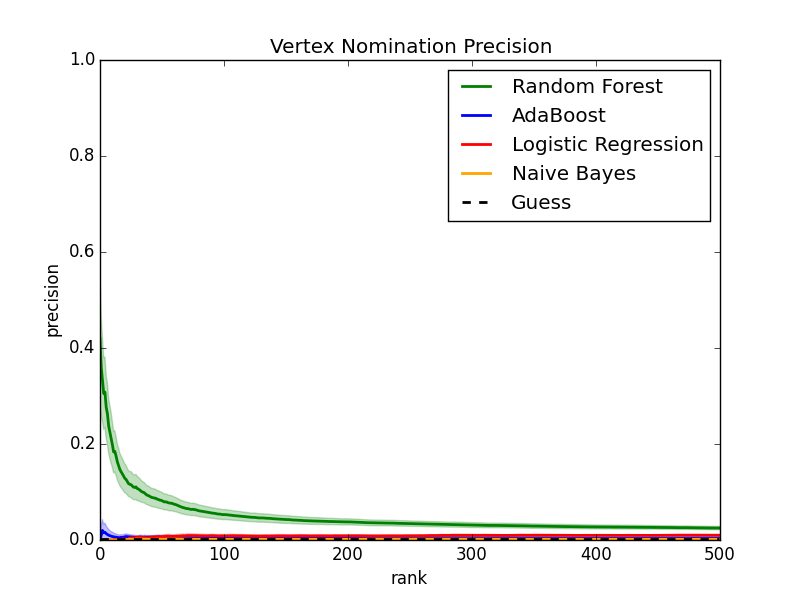 Vertex Nomination Precision
1.0
0.8
0.6
0.4
0.2
0.0
precision
Random Forest
AdaBoost
Logistic Regression
Naive Bayes
Guess
0
100
200
300
400
500
rank